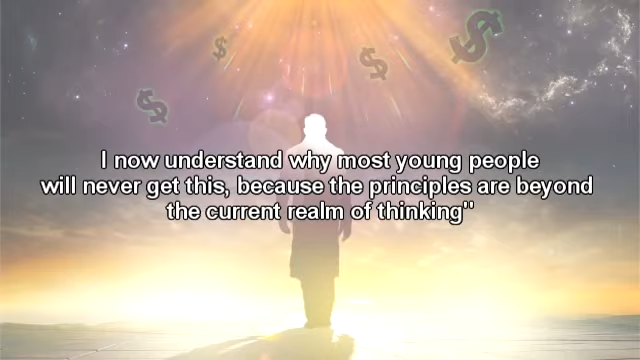 I now understand why most young people
will never get this, because the principles are beyond
the current realm of thinking"